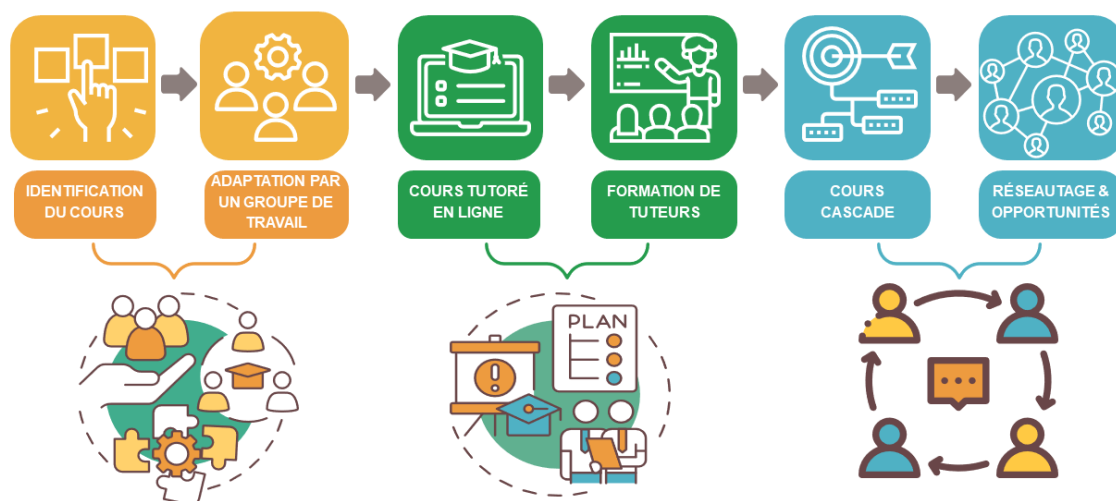 IDENTIFICATION
DU COURS
ADAPTATION PAR
UN GROUPE DE
TRAVAIL
COURS TUTORÉ
EN LIGNE
FORMATION DE
TUTEURS
COURS
CASCADE
RÉSEAUTAGE &
OPPORTUNITÉS
PLAN